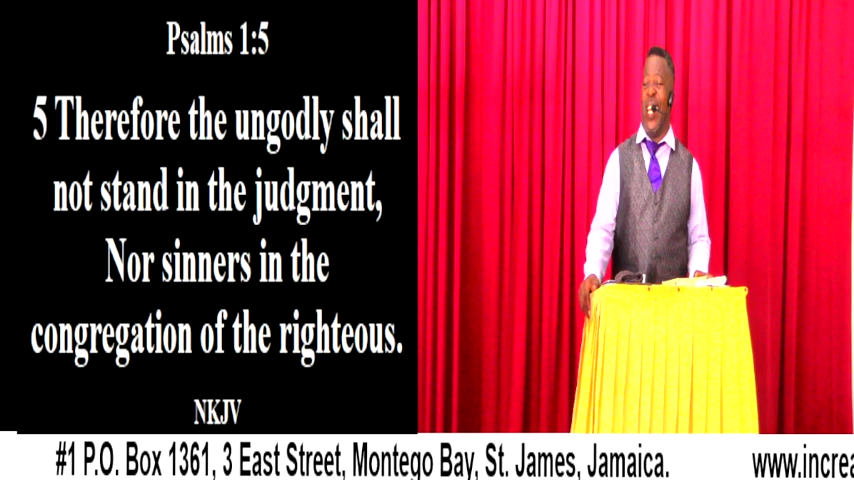 Psalms 1:5
5 Therefore the ungodly shall
not stand in the judgment,
Nor sinners in the
congregation of the righteous.
NKJV
#1 P.O. Box 1361, 3 East Street, Montego Bay, St. James, Jamaica. www.increa